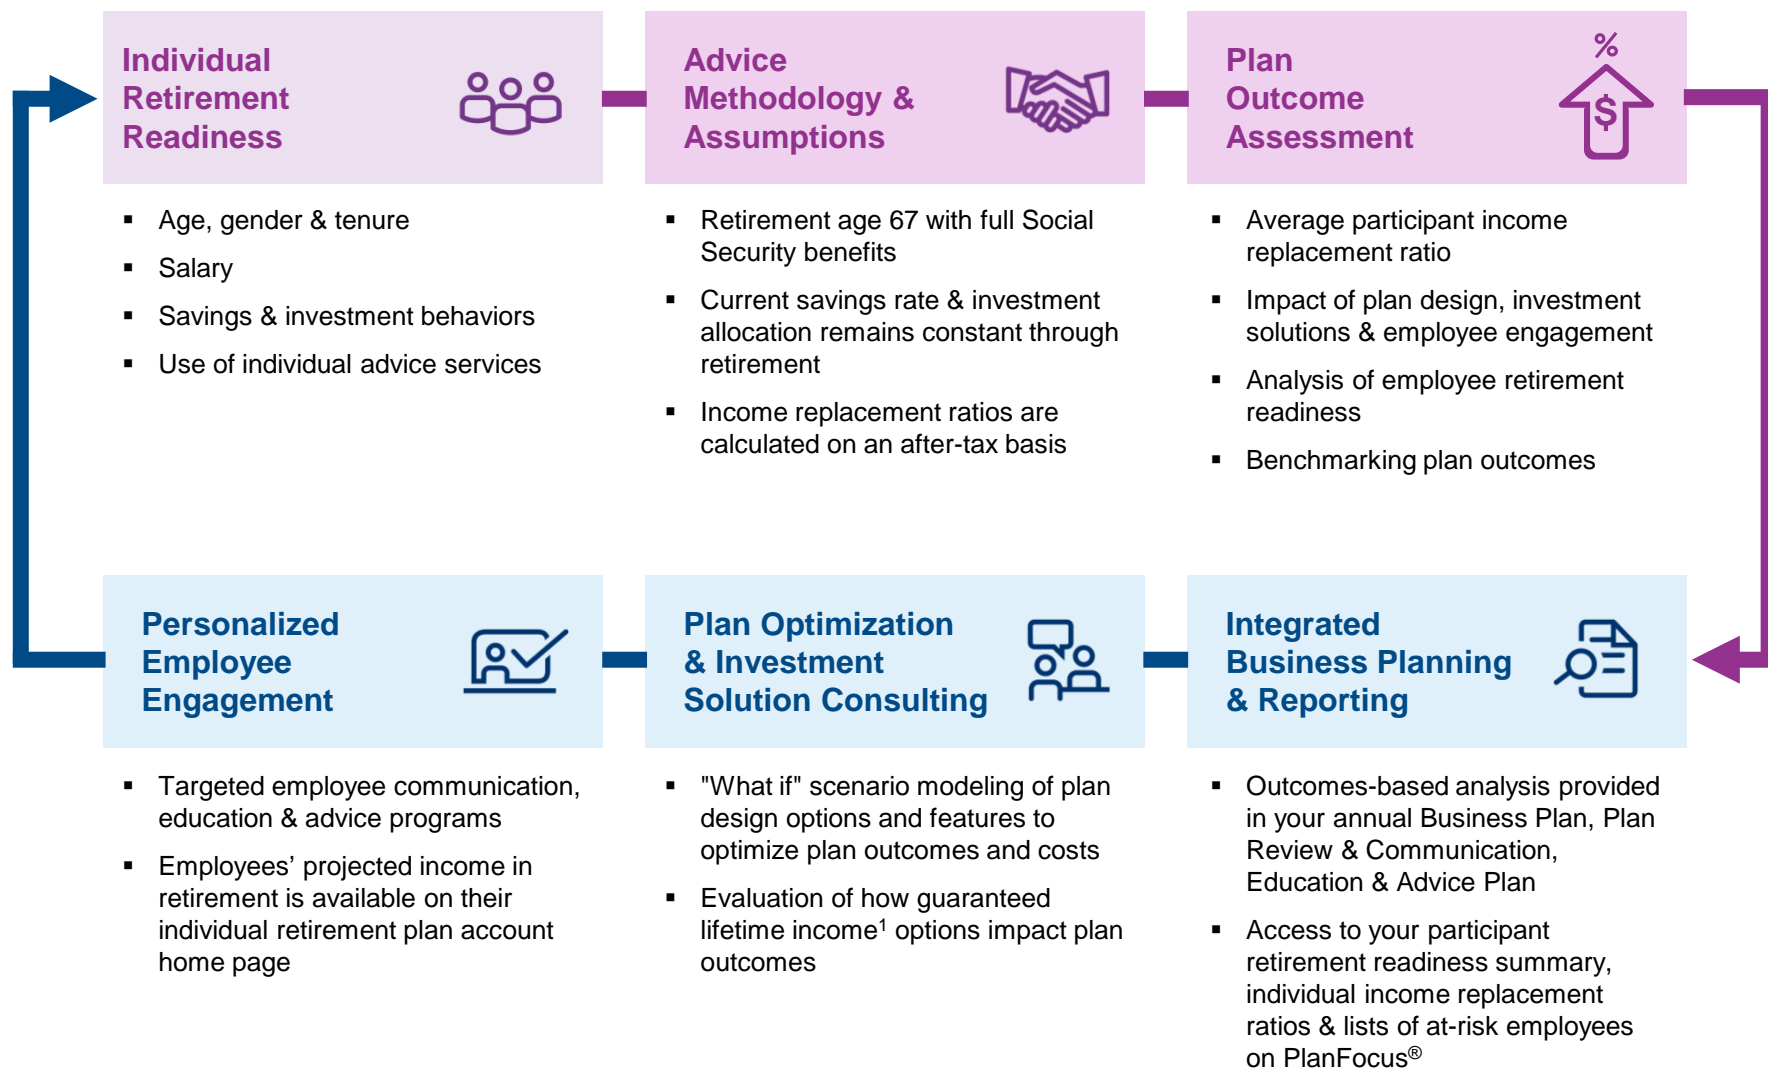 Individual
Retirement
Readiness
▪ Age, gender & tenure
▪ Salary
▪ Savings & investment behaviors
▪ Use of individual advice services
Advice
Methodology &
Assumptions
▪ Retirement age 67 with full Social
Security benefits
▪ Current savings rate & investment
allocation remains constant through
retirement
▪ Income replacement ratios are
calculated on an after-tax basis
%
$
Plan
Outcome
Assessment
▪ Average participant income
replacement ratio
▪ Impact of plan design, investment
solutions & employee engagement
▪ Analysis of employee retirement
readiness
▪ Benchmarking plan outcomes
Personalized
Employee
Engagement
▪ Targeted employee communication,
education & advice programs
▪ Employees’ projected income in
retirement is available on their
individual retirement plan account
home page
Plan Optimization
& Investment
Solution Consulting
▪ "What if" scenario modeling of plan
design options and features to
optimize plan outcomes and costs
▪ Evaluation of how guaranteed
lifetime income¹ options impact plan
outcomes
Integrated
Business Planning
& Reporting
▪ Outcomes-based analysis provided
in your annual Business Plan, Plan
Review & Communication,
Education & Advice Plan
▪ Access to your participant
retirement readiness summary,
individual income replacement
ratios & lists of at-risk employees
on PlanFocus®